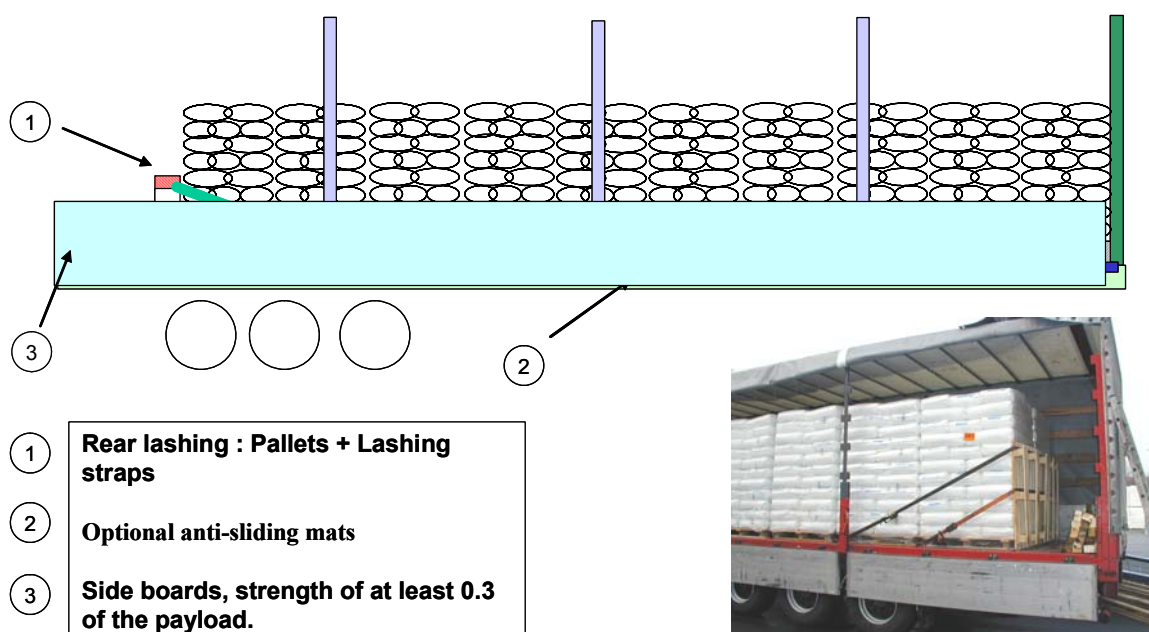 1
3
2
1
Rear lashing : Pallets + Lashing
straps
2
Optional anti-sliding mats
3
Side boards, strength of at least 0.3
of the payload.